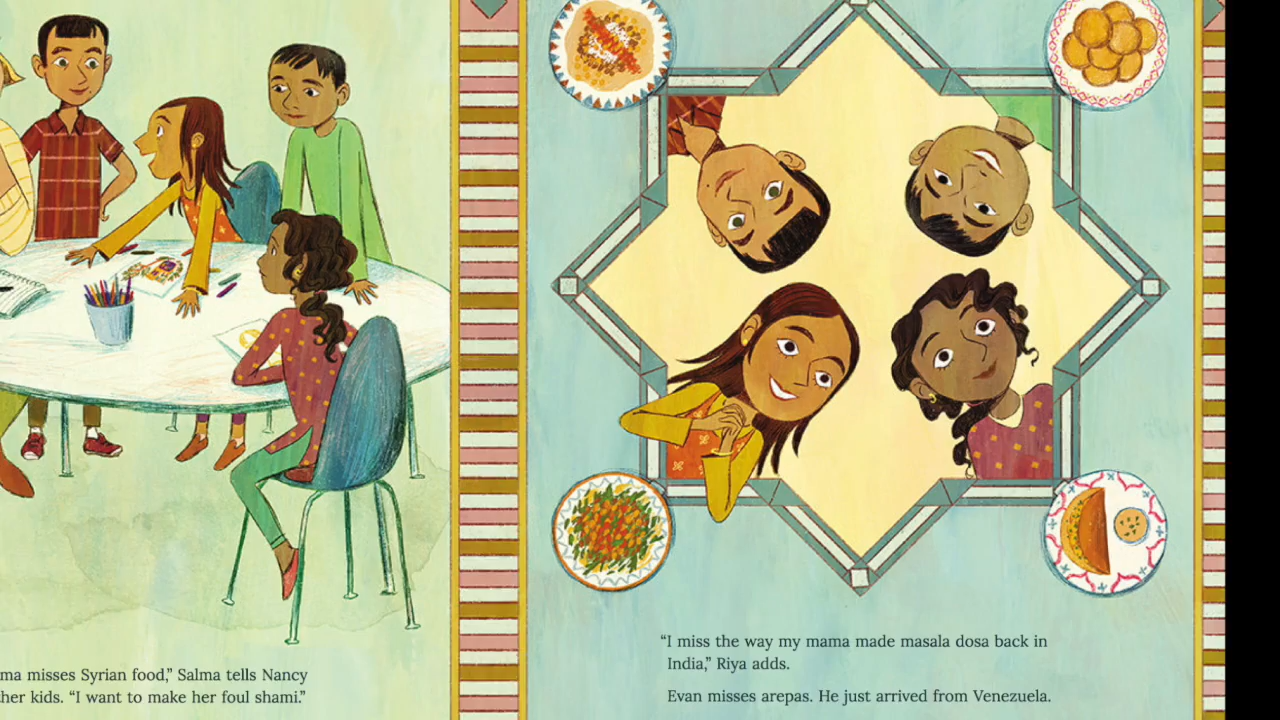 ma misses Syrian food,” Salma tells Nancy
ther kids. “I want to make her foul shami.”
“I miss the way my mama made masala dosa back in
India,” Riya adds.
Evan misses arepas. He just arrived from Venezuela.